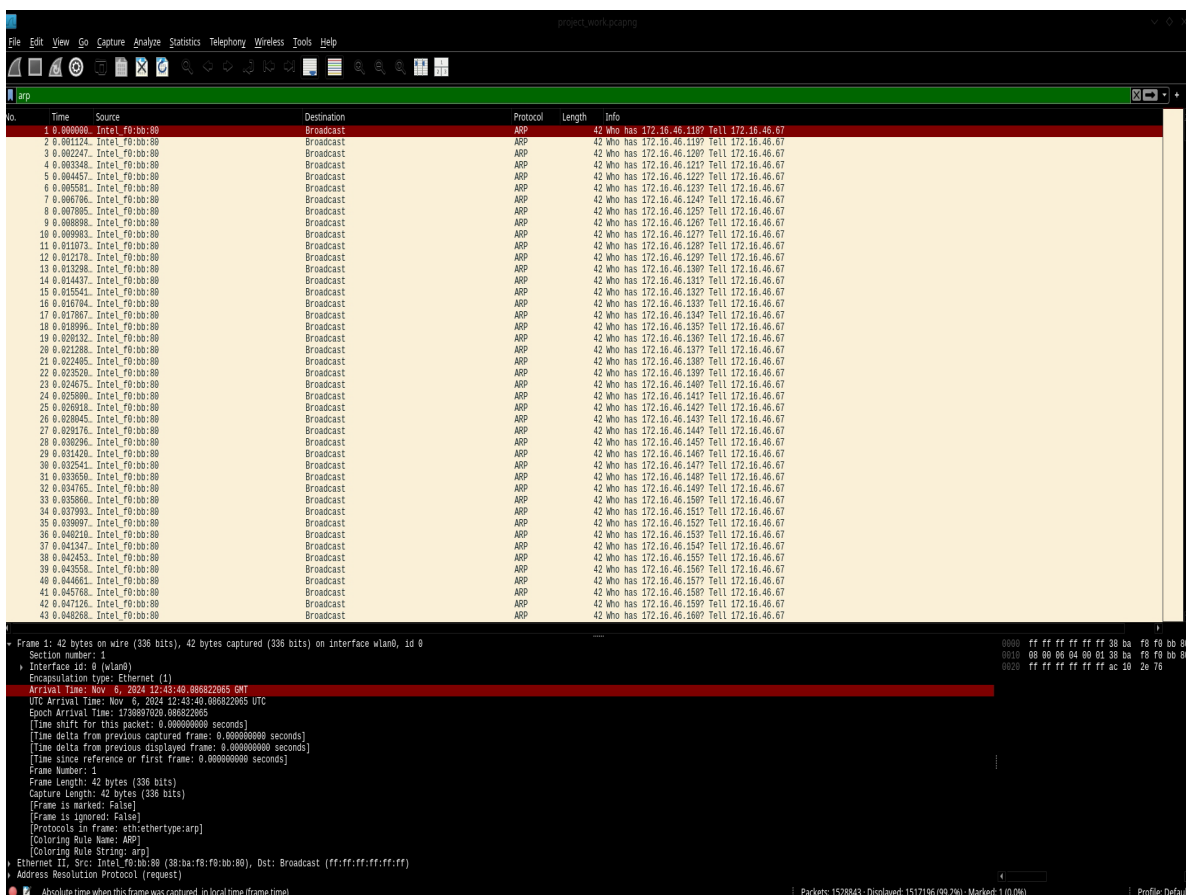 project_work.pcapng
File Edit View Go Capture Analyze Statistics Telephony Wireless Tools Help
arp
No. Time Source Destination Protocol Length Info
1 0.000000… Intel_f0:bb:80 Broadcast ARP 42 Who has 172.16.46.118? Tell 172.16.46.67
2 0.001124… Intel_f0:bb:80 Broadcast ARP 42 Who has 172.16.46.119? Tell 172.16.46.67
3 0.002247… Intel_f0:bb:80 Broadcast ARP 42 Who has 172.16.46.120? Tell 172.16.46.67
4 0.003348… Intel_f0:bb:80 Broadcast ARP 42 Who has 172.16.46.121? Tell 172.16.46.67
5 0.004457… Intel_f0:bb:80 Broadcast ARP 42 Who has 172.16.46.122? Tell 172.16.46.67
6 0.005581… Intel_f0:bb:80 Broadcast ARP 42 Who has 172.16.46.123? Tell 172.16.46.67
7 0.006706… Intel_f0:bb:80 Broadcast ARP 42 Who has 172.16.46.124? Tell 172.16.46.67
8 0.007805… Intel_f0:bb:80 Broadcast ARP 42 Who has 172.16.46.125? Tell 172.16.46.67
9 0.008898… Intel_f0:bb:80 Broadcast ARP 42 Who has 172.16.46.126? Tell 172.16.46.67
10 0.009983… Intel_f0:bb:80 Broadcast ARP 42 Who has 172.16.46.127? Tell 172.16.46.67
11 0.011073… Intel_f0:bb:80 Broadcast ARP 42 Who has 172.16.46.128? Tell 172.16.46.67
12 0.012178… Intel_f0:bb:80 Broadcast ARP 42 Who has 172.16.46.129? Tell 172.16.46.67
13 0.013298… Intel_f0:bb:80 Broadcast ARP 42 Who has 172.16.46.130? Tell 172.16.46.67
14 0.014437… Intel_f0:bb:80 Broadcast ARP 42 Who has 172.16.46.131? Tell 172.16.46.67
15 0.015541… Intel_f0:bb:80 Broadcast ARP 42 Who has 172.16.46.132? Tell 172.16.46.67
16 0.016704… Intel_f0:bb:80 Broadcast ARP 42 Who has 172.16.46.133? Tell 172.16.46.67
17 0.017867… Intel_f0:bb:80 Broadcast ARP 42 Who has 172.16.46.134? Tell 172.16.46.67
18 0.018996… Intel_f0:bb:80 Broadcast ARP 42 Who has 172.16.46.135? Tell 172.16.46.67
19 0.020132… Intel_f0:bb:80 Broadcast ARP 42 Who has 172.16.46.136? Tell 172.16.46.67
20 0.021288… Intel_f0:bb:80 Broadcast ARP 42 Who has 172.16.46.137? Tell 172.16.46.67
21 0.022405… Intel_f0:bb:80 Broadcast ARP 42 Who has 172.16.46.138? Tell 172.16.46.67
22 0.023520… Intel_f0:bb:80 Broadcast ARP 42 Who has 172.16.46.139? Tell 172.16.46.67
23 0.024675… Intel_f0:bb:80 Broadcast ARP 42 Who has 172.16.46.140? Tell 172.16.46.67
24 0.025800… Intel_f0:bb:80 Broadcast ARP 42 Who has 172.16.46.141? Tell 172.16.46.67
25 0.026918… Intel_f0:bb:80 Broadcast ARP 42 Who has 172.16.46.142? Tell 172.16.46.67
26 0.028045… Intel_f0:bb:80 Broadcast ARP 42 Who has 172.16.46.143? Tell 172.16.46.67
27 0.029176… Intel_f0:bb:80 Broadcast ARP 42 Who has 172.16.46.144? Tell 172.16.46.67
28 0.030296… Intel_f0:bb:80 Broadcast ARP 42 Who has 172.16.46.145? Tell 172.16.46.67
29 0.031420… Intel_f0:bb:80 Broadcast ARP 42 Who has 172.16.46.146? Tell 172.16.46.67
30 0.032541… Intel_f0:bb:80 Broadcast ARP 42 Who has 172.16.46.147? Tell 172.16.46.67
31 0.033650… Intel_f0:bb:80 Broadcast ARP 42 Who has 172.16.46.148? Tell 172.16.46.67
32 0.034765… Intel_f0:bb:80 Broadcast ARP 42 Who has 172.16.46.149? Tell 172.16.46.67
33 0.035860… Intel_f0:bb:80 Broadcast ARP 42 Who has 172.16.46.150? Tell 172.16.46.67
34 0.037993… Intel_f0:bb:80 Broadcast ARP 42 Who has 172.16.46.151? Tell 172.16.46.67
35 0.039097… Intel_f0:bb:80 Broadcast ARP 42 Who has 172.16.46.152? Tell 172.16.46.67
36 0.040210… Intel_f0:bb:80 Broadcast ARP 42 Who has 172.16.46.153? Tell 172.16.46.67
37 0.041347… Intel_f0:bb:80 Broadcast ARP 42 Who has 172.16.46.154? Tell 172.16.46.67
38 0.042453… Intel_f0:bb:80 Broadcast ARP 42 Who has 172.16.46.155? Tell 172.16.46.67
39 0.043558… Intel_f0:bb:80 Broadcast ARP 42 Who has 172.16.46.156? Tell 172.16.46.67
40 0.044661… Intel_f0:bb:80 Broadcast ARP 42 Who has 172.16.46.157? Tell 172.16.46.67
41 0.045768… Intel_f0:bb:80 Broadcast ARP 42 Who has 172.16.46.158? Tell 172.16.46.67
42 0.047126… Intel_f0:bb:80 Broadcast ARP 42 Who has 172.16.46.159? Tell 172.16.46.67
43 0.048268… Intel_f0:bb:80 Broadcast ARP 42 Who has 172.16.46.160? Tell 172.16.46.67
Frame 1: 42 bytes on wire (336 bits), 42 bytes captured (336 bits) on interface wlan0, id 0
Section number: 1
Interface id: 0 (wlan0)
Encapsulation type: Ethernet (1)
Arrival Time: Nov 6, 2024 12:43:40.086822065 GMT
UTC Arrival Time: Nov 6, 2024 12:43:40.086822065 UTC
Epoch Arrival Time: 1730897020.086822065
[Time shift for this packet: 0.000000000 seconds]
[Time delta from previous captured frame: 0.000000000 seconds]
[Time delta from previous displayed frame: 0.000000000 seconds]
[Time since reference or first frame: 0.000000000 seconds]
Frame Number: 1
Frame Length: 42 bytes (336 bits)
Capture Length: 42 bytes (336 bits)
[Frame is marked: False]
[Frame is ignored: False]
[Protocols in frame: eth:ethertype:arp]
[Coloring Rule Name: ARP]
[Coloring Rule String: arp]
Ethernet II, Src: Intel_f0:bb:80 (38:ba:f8:f0:bb:80), Dst: Broadcast (ff:ff:ff:ff:ff:ff)
Address Resolution Protocol (request)
0000 ff ff ff ff ff ff 38 ba f8 f0 bb 80
0010 08 00 06 04 00 01 38 ba f8 f0 bb 80
0020 ff ff ff ff ff ff ac 10 2e 76
Absolute time when this frame was captured, in local time (frame.time)
Packets: 1528843 · Displayed: 1517196 (99.2%) · Marked: 1 (0.0%)
Profile: Defau